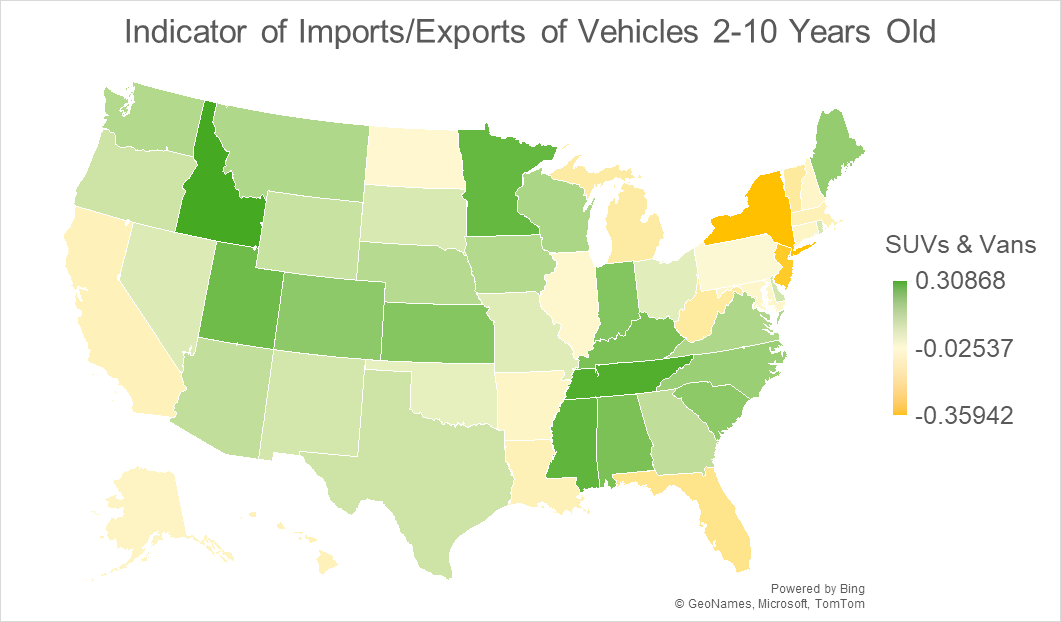 Indicator of Imports/Exports of Vehicles 2-10 Years Old
SUVs & Vans
0.30868
-0.02537
-0.35942
Powered by Bing
© GeoNames, Microsoft, TomTom